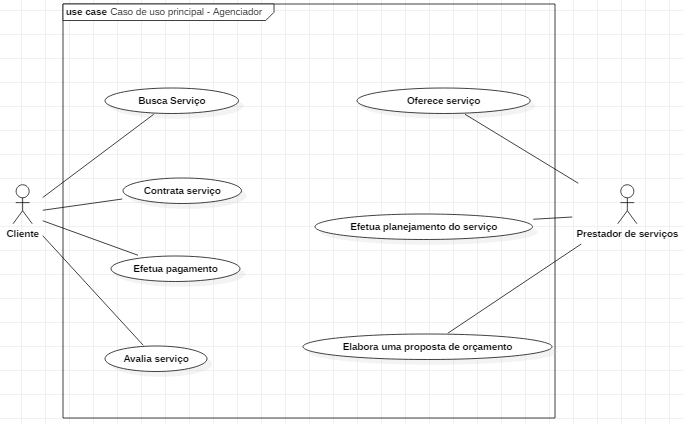 use case Caso de uso principal - Agenciador
Busca Serviço
Oferece serviço
Contrata serviço
Cliente
Efetua planejamento do serviço
Prestador de serviços
Efetua pagamento
Elabora uma proposta de orçamento
Avalia serviço